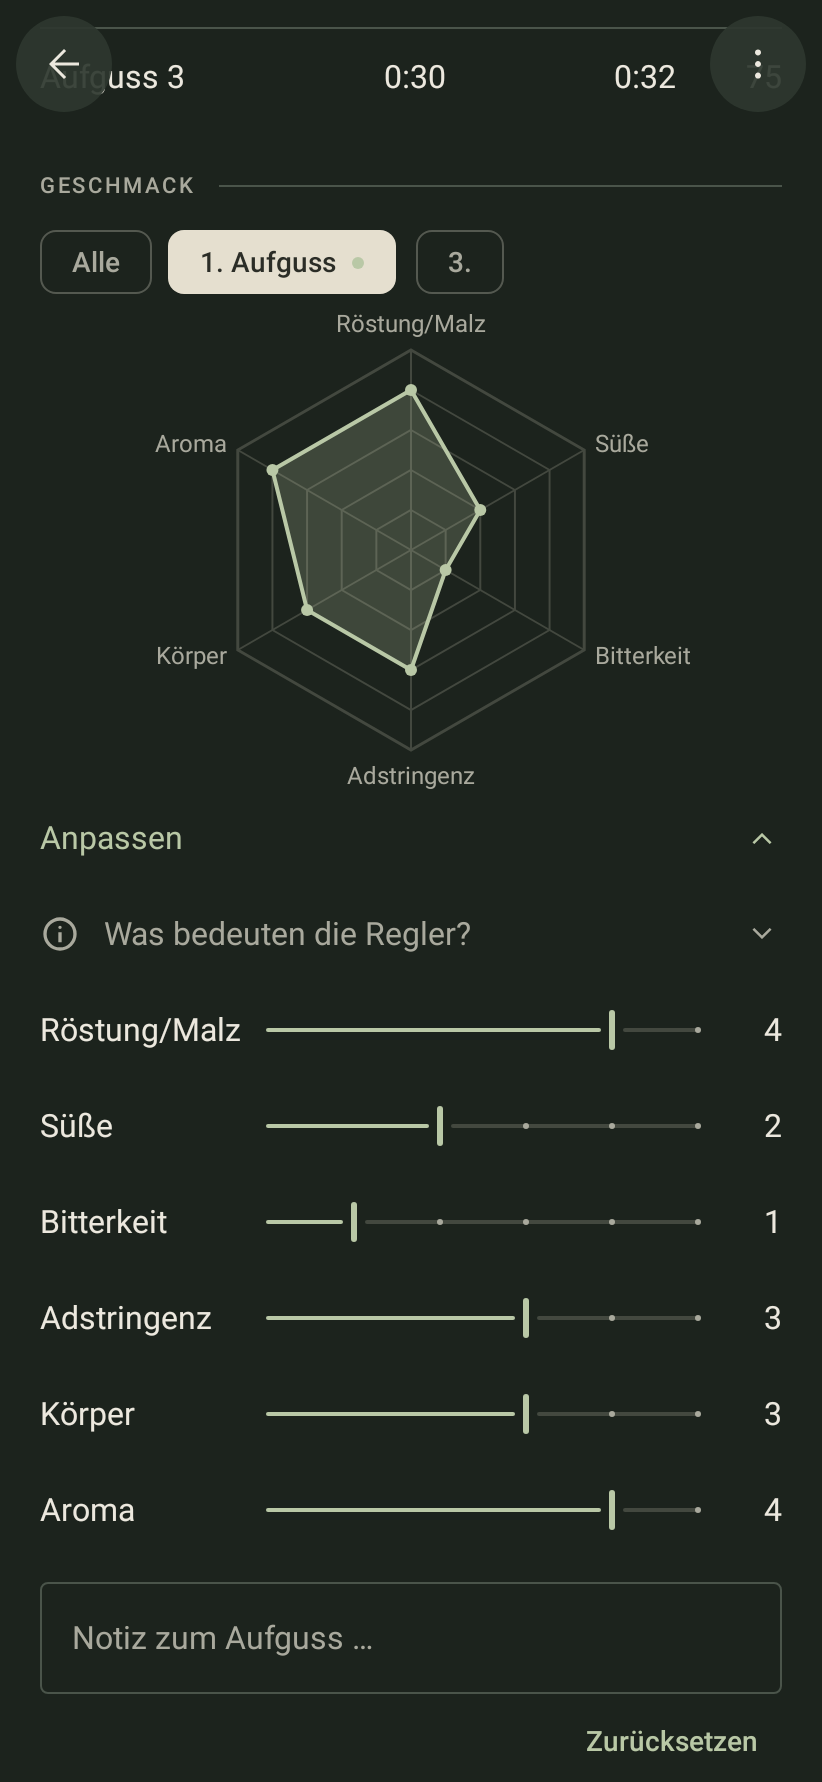 Aufguss 3 0:30 0:32 75
GESCHMACK
Alle 1. Aufguss 3.
Röstung/Malz
Aroma Süße
Körper Bitterkeit
Adstringenz
Anpassen
Was bedeuten die Regler?
Röstung/Malz 4
Süße 2
Bitterkeit 1
Adstringenz 3
Körper 3
Aroma 4
Notiz zum Aufguss …
Zurücksetzen